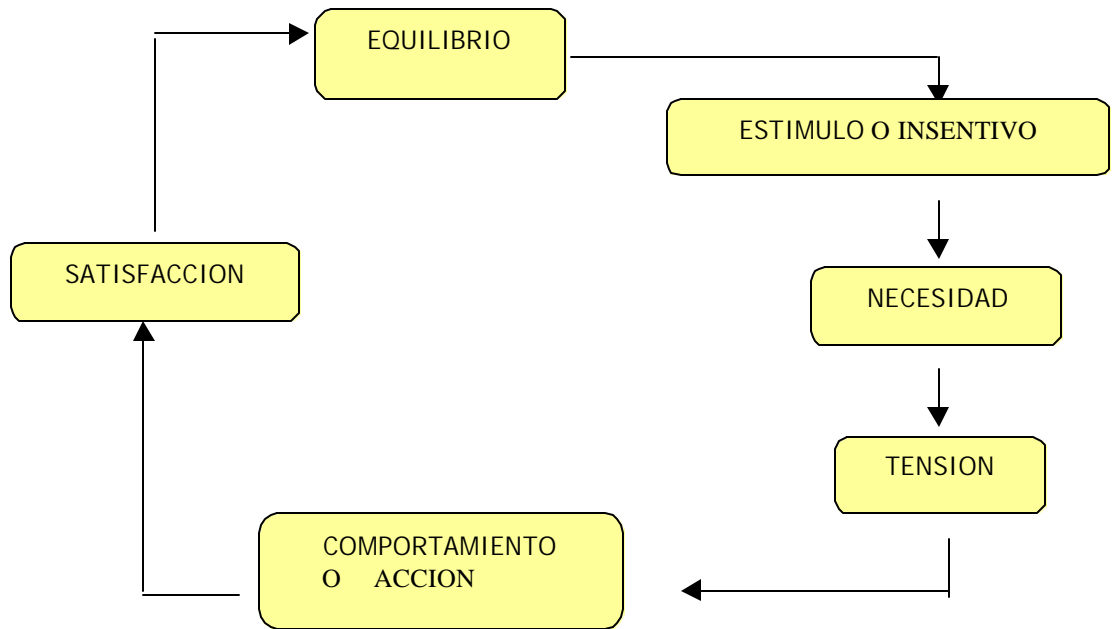 EQUILIBRIO
ESTIMULO O INSENTIVO
SATISFACCION
NECESIDAD
TENSION
COMPORTAMIENTO
O ACCION